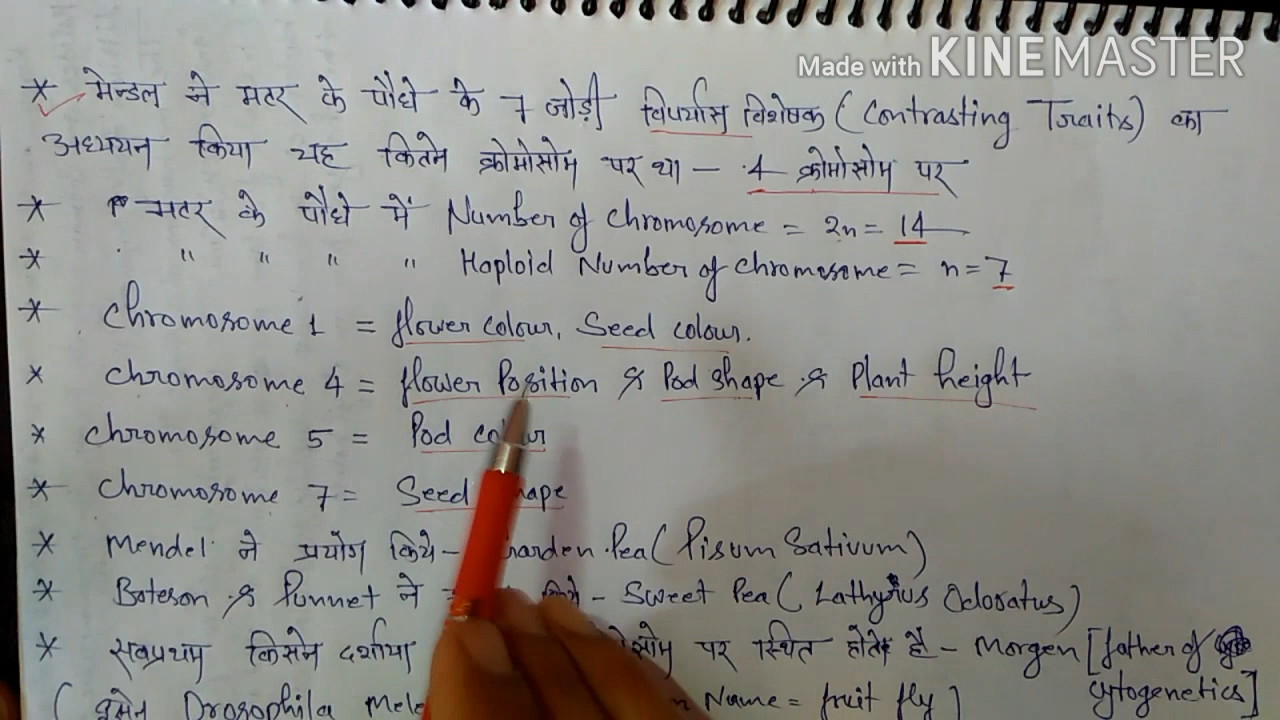 Made with KINEMASTER
* मेन्डल ने मटर के पौधे के 7 जोड़ी विपर्यास विशेषक (Contrasting Traits) का
अध्ययन किया यह कितने क्रोमोसोम पर था – 4 क्रोमोसोम पर
* मटर के पौधे में Number of Chromosome = 2n = 14
* " " " " Haploid Number of chromosome = n = 7
* Chromosome 1 = flower colour, Seed colour.
* Chromosome 4 = flower Position & Pod shape & Plant height
* Chromosome 5 = Pod colour
* Chromosome 7 = Seed shape
* Mendel ने प्रयोग किये – Garden Pea (Pisum Sativum)
* Bateson & Punnet ने किये – Sweet Pea (Lathyrus Odoratus)
* सर्वप्रथम किसने दर्शाया पर स्थित होते है – Morgen [father of
Cytogenetics]
( इसने Drosophila Name = fruit fly ]